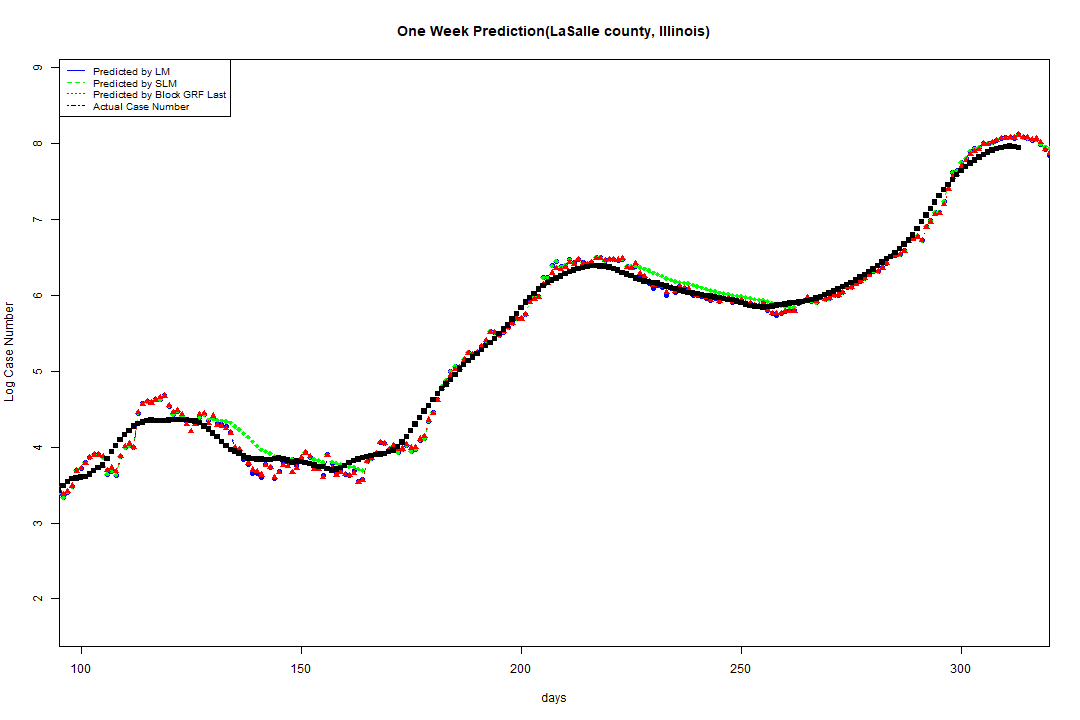 One Week Prediction(LaSalle county, Illinois)
Predicted by LM
Predicted by SLM
Predicted by Block GRF Last
Actual Case Number
9
8
7
6
5
4
3
2
Log Case Number
100 150 200 250 300
days